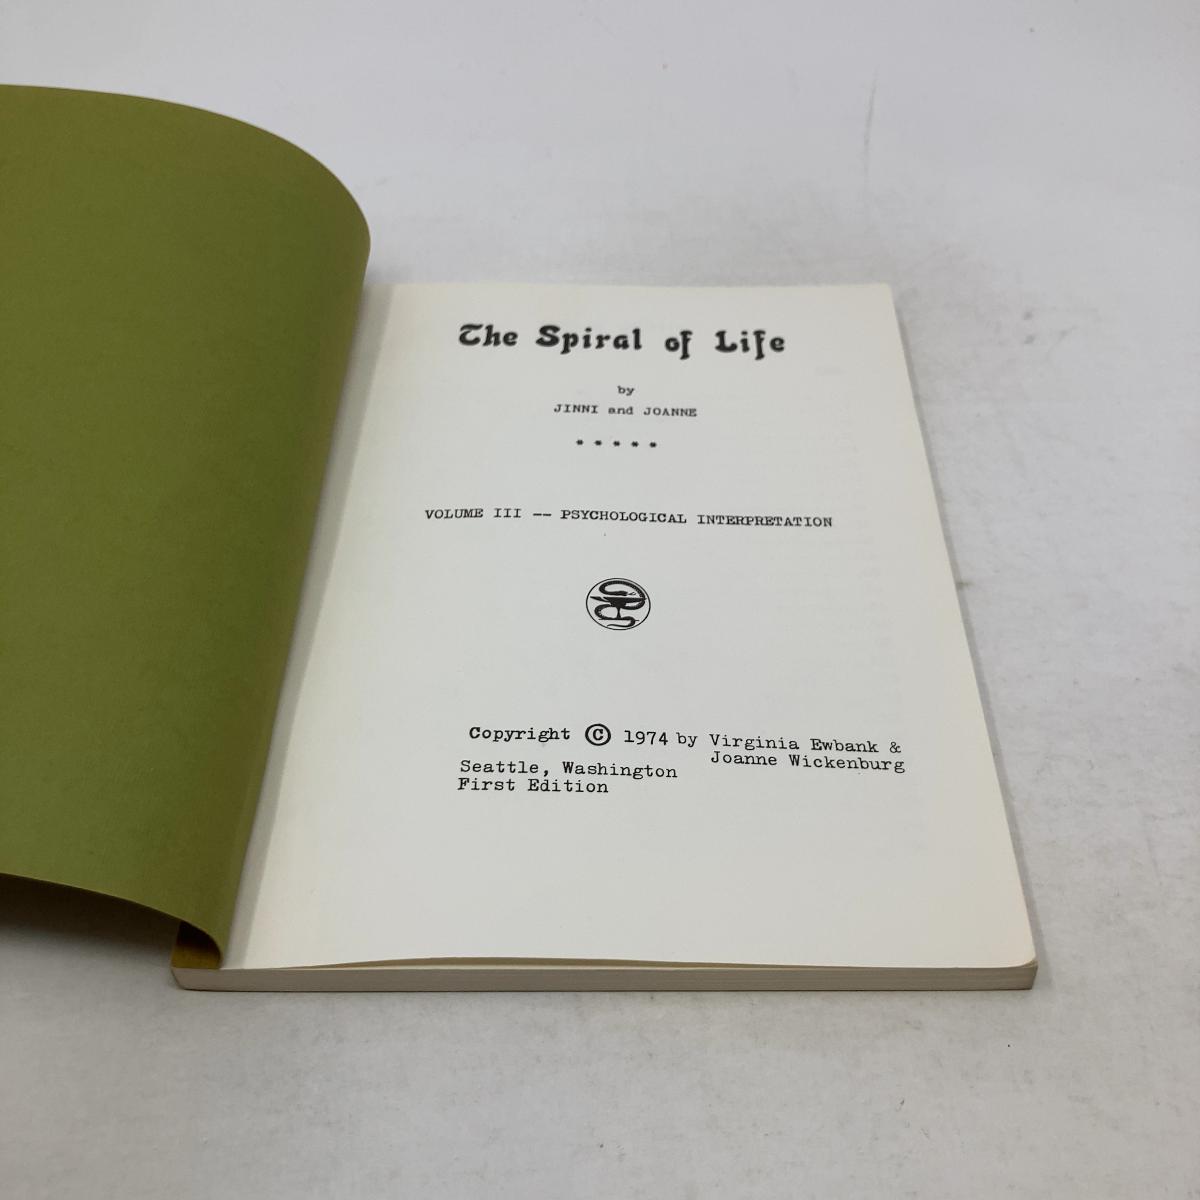 The Spiral of Life
by
JINNI and JOANNE
* * * * *
VOLUME III -- PSYCHOLOGICAL INTERPRETATION
Copyright © 1974 by Virginia Ewbank &
Joanne Wickenburg
Seattle, Washington
First Edition